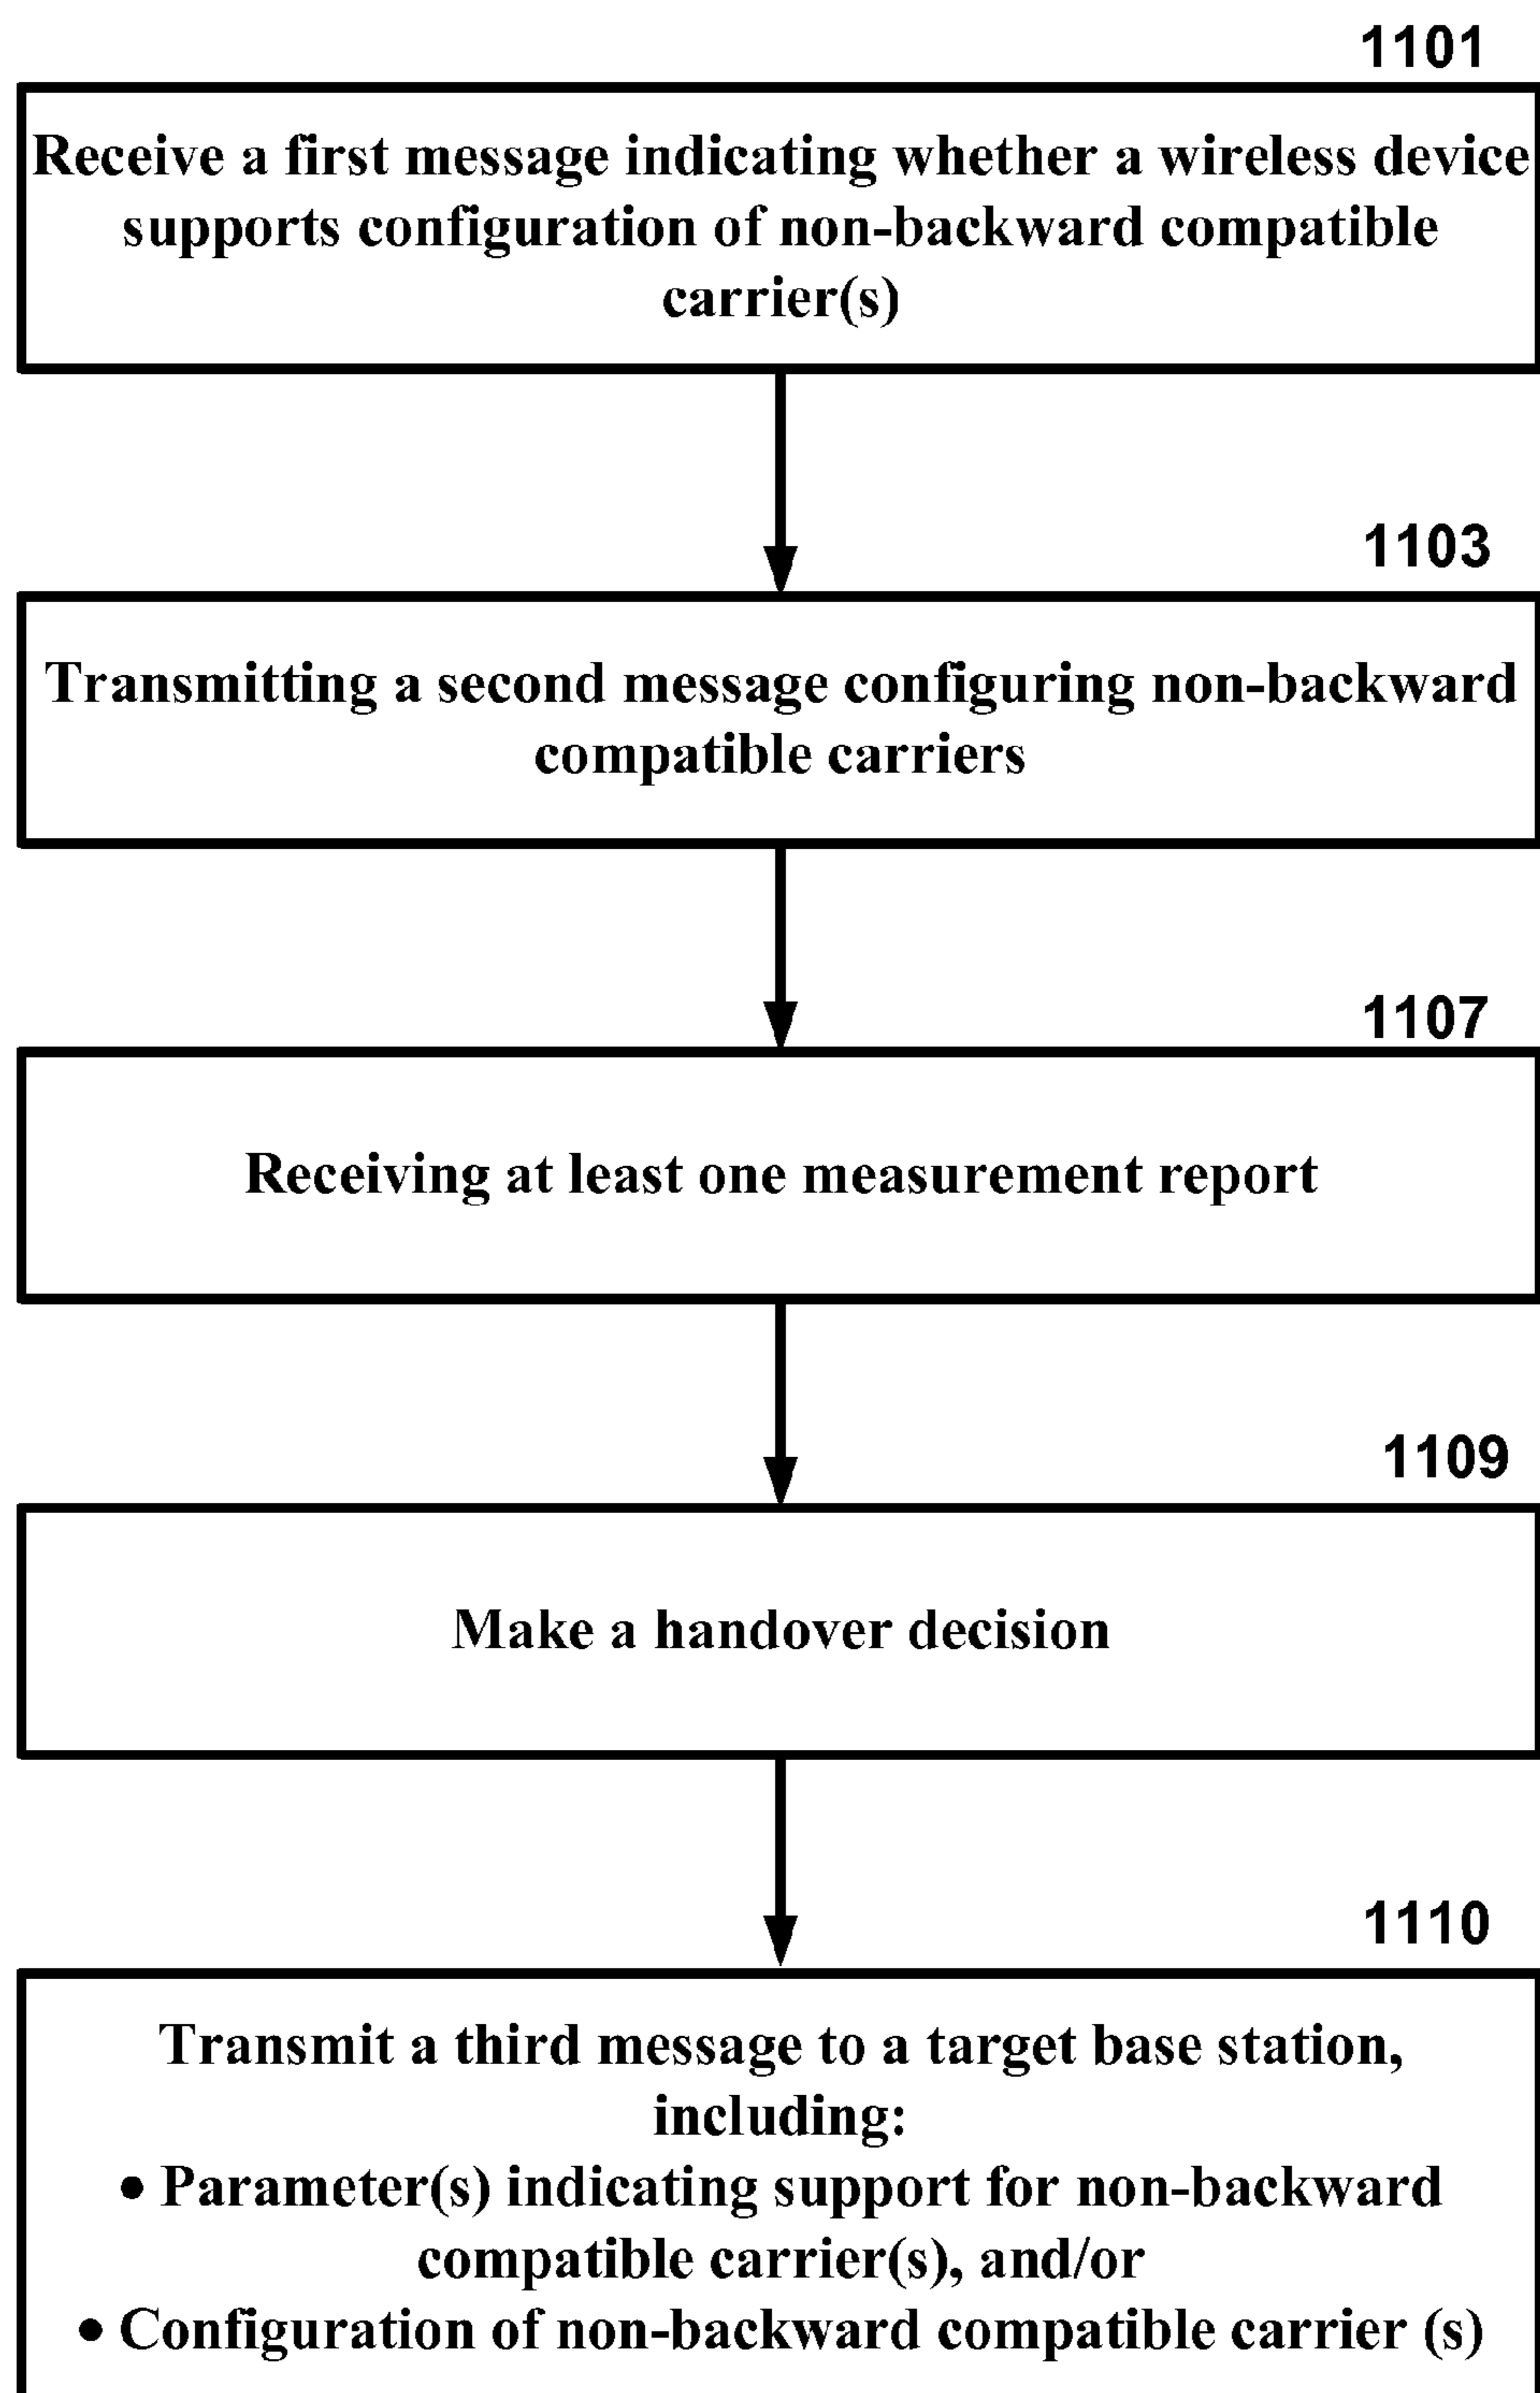 1101
Receive a first message indicating whether a wireless device
supports configuration of non-backward compatible
carrier(s)
1103
Transmitting a second message configuring non-backward
compatible carriers
1107
Receiving at least one measurement report
1109
Make a handover decision
1110
Transmit a third message to a target base station,
including:
• Parameter(s) indicating support for non-backward
compatible carrier(s), and/or
• Configuration of non-backward compatible carrier (s)